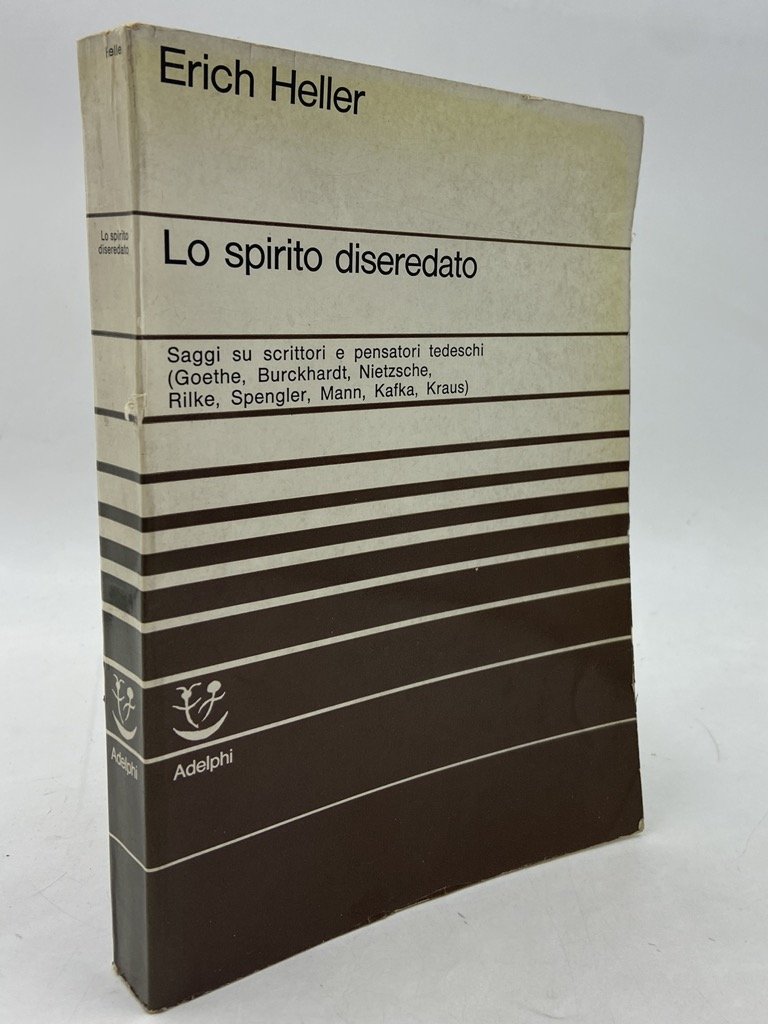 Helle
Lo spirito
diseredato
Adelphi
Erich Heller
Lo spirito diseredato
Saggi su scrittori e pensatori tedeschi
(Goethe, Burckhardt, Nietzsche,
Rilke, Spengler, Mann, Kafka, Kraus)
Adelphi